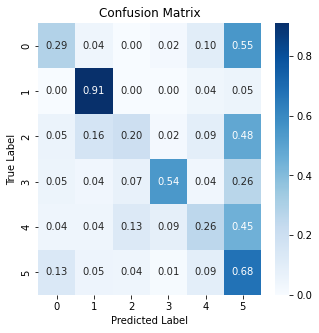 Confusion Matrix
0 0.29 0.04 0.00 0.02 0.10 0.55
1 0.00 0.91 0.00 0.00 0.04 0.05
2 0.05 0.16 0.20 0.02 0.09 0.48
3 0.05 0.04 0.07 0.54 0.04 0.26
4 0.04 0.04 0.13 0.09 0.26 0.45
5 0.13 0.05 0.04 0.01 0.09 0.68
0 1 2 3 4 5
True Label
Predicted Label
0.8
0.6
0.4
0.2
0.0